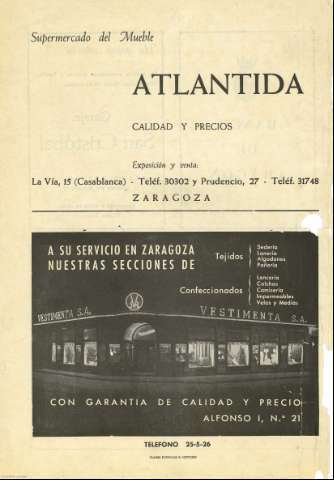 Supermercado del Mueble
ATLANTIDA
CALIDAD Y PRECIOS
Exposición y venta:
La Vía, 15 (Casablanca) - Teléf. 30302 y Prudencio, 27 - Teléf. 31748
ZARAGOZA
A SU SERVICIO EN ZARAGOZA
NUESTRAS SECCIONES DE
Tejidos
Sedería
Lanería
Algodones
Pañería
Confeccionados
Lencería
Colchas
Camisería
Impermeables
Velos y Medias
VESTIMENTA S.A.
VESTIMENTA S.A.
CON GARANTIA DE CALIDAD Y PRECIO
ALFONSO I, N.º 21
TELEFONO 25-5-26